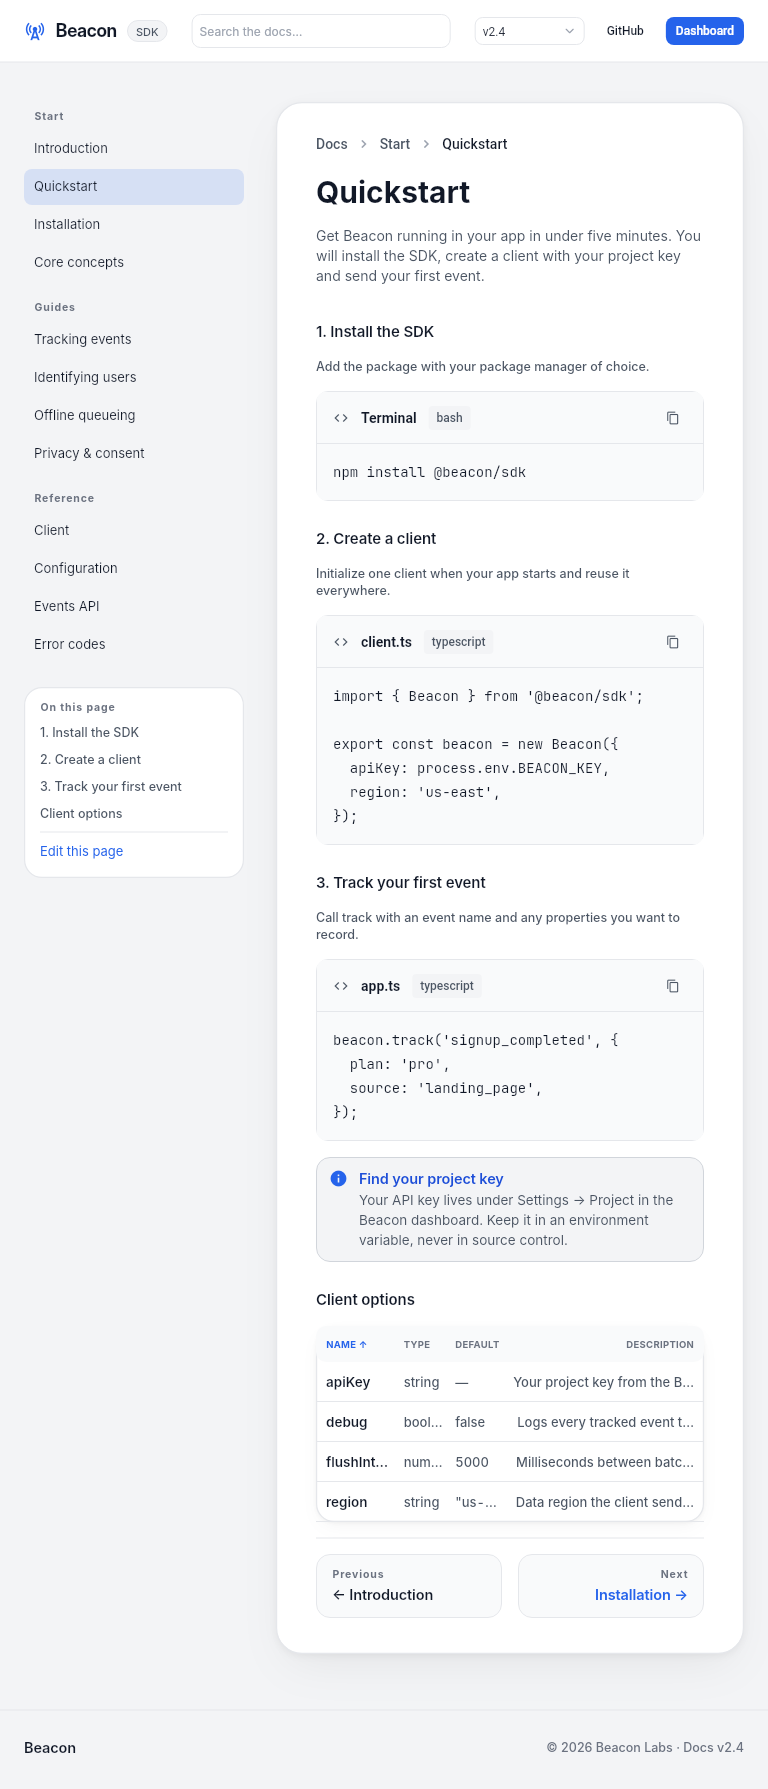 Beacon SDK Search the docs... v2.4 GitHub Dashboard
Start
Introduction
Quickstart
Installation
Core concepts
Guides
Tracking events
Identifying users
Offline queueing
Privacy & consent
Reference
Client
Configuration
Events API
Error codes
On this page
1. Install the SDK
2. Create a client
3. Track your first event
Client options
Edit this page
Docs > Start > Quickstart
Quickstart
Get Beacon running in your app in under five minutes. You
will install the SDK, create a client with your project key
and send your first event.
1. Install the SDK
Add the package with your package manager of choice.
Terminal bash
npm install @beacon/sdk
2. Create a client
Initialize one client when your app starts and reuse it
everywhere.
client.ts typescript
import { Beacon } from '@beacon/sdk';
export const beacon = new Beacon({
  apiKey: process.env.BEACON_KEY,
  region: 'us-east',
});
3. Track your first event
Call track with an event name and any properties you want to
record.
app.ts typescript
beacon.track('signup_completed', {
  plan: 'pro',
  source: 'landing_page',
});
Find your project key
Your API key lives under Settings → Project in the
Beacon dashboard. Keep it in an environment
variable, never in source control.
Client options
NAME ↑ TYPE DEFAULT DESCRIPTION
apiKey string — Your project key from the B...
debug bool... false Logs every tracked event t...
flushInt... num... 5000 Milliseconds between batc...
region string "us-... Data region the client send...
Previous
← Introduction
Next
Installation →
Beacon
© 2026 Beacon Labs · Docs v2.4